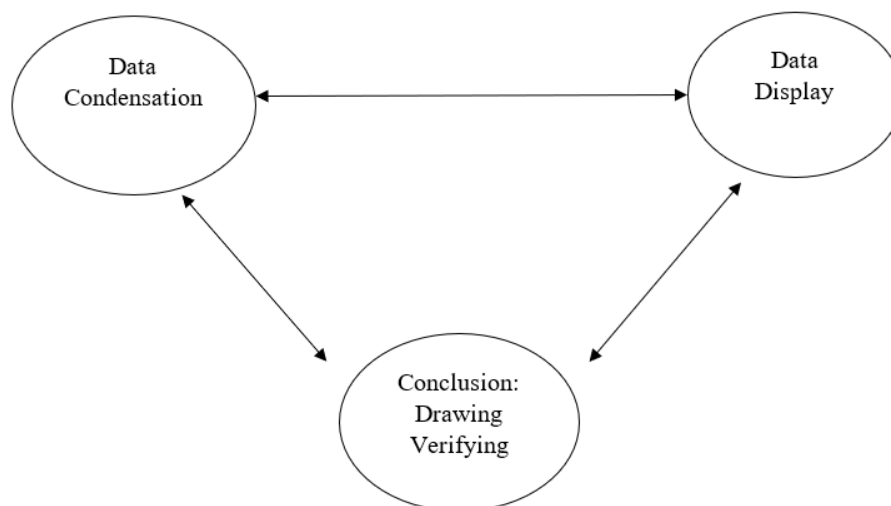 Data
Condensation
Data
Display
Conclusion:
Drawing
Verifying